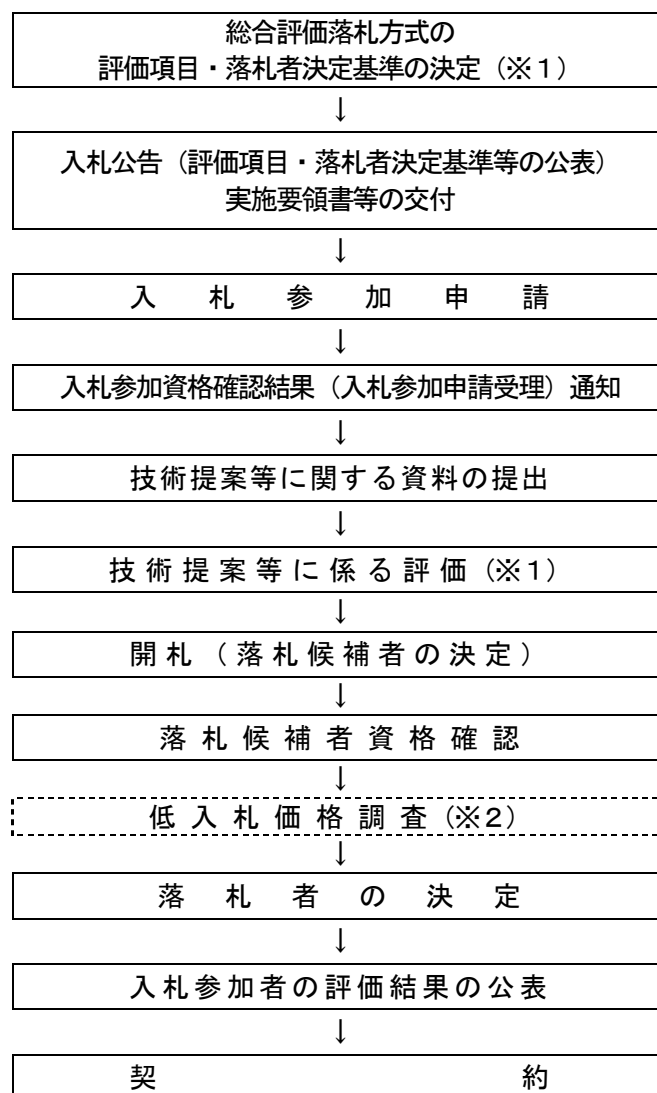 総合評価落札方式の
評価項目・落札者決定基準の決定（※１）
↓
入札公告（評価項目・落札者決定基準等の公表）
実施要領書等の交付
↓
入札参加申請
↓
入札参加資格確認結果（入札参加申請受理）通知
↓
技術提案等に関する資料の提出
↓
技術提案等に係る評価（※１）
↓
開札（落札候補者の決定）
↓
落札候補者資格確認
↓
低入札価格調査（※２）
↓
落札者の決定
↓
入札参加者の評価結果の公表
↓
契約